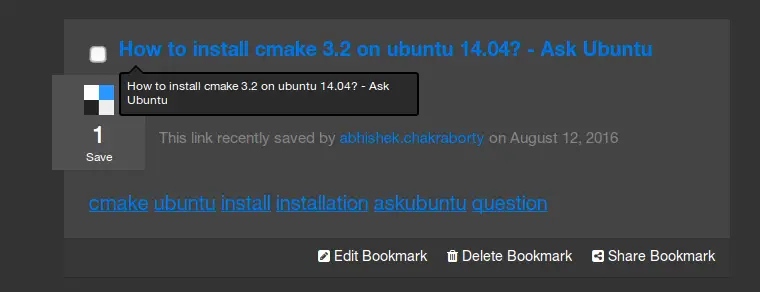 How to install cmake 3.2 on ubuntu 14.04? - Ask Ubuntu
How to install cmake 3.2 on ubuntu 14.04? - Ask
Ubuntu
1
Save
This link recently saved by abhishek.chakraborty on August 12, 2016
cmake ubuntu install installation askubuntu question
Edit Bookmark Delete Bookmark Share Bookmark